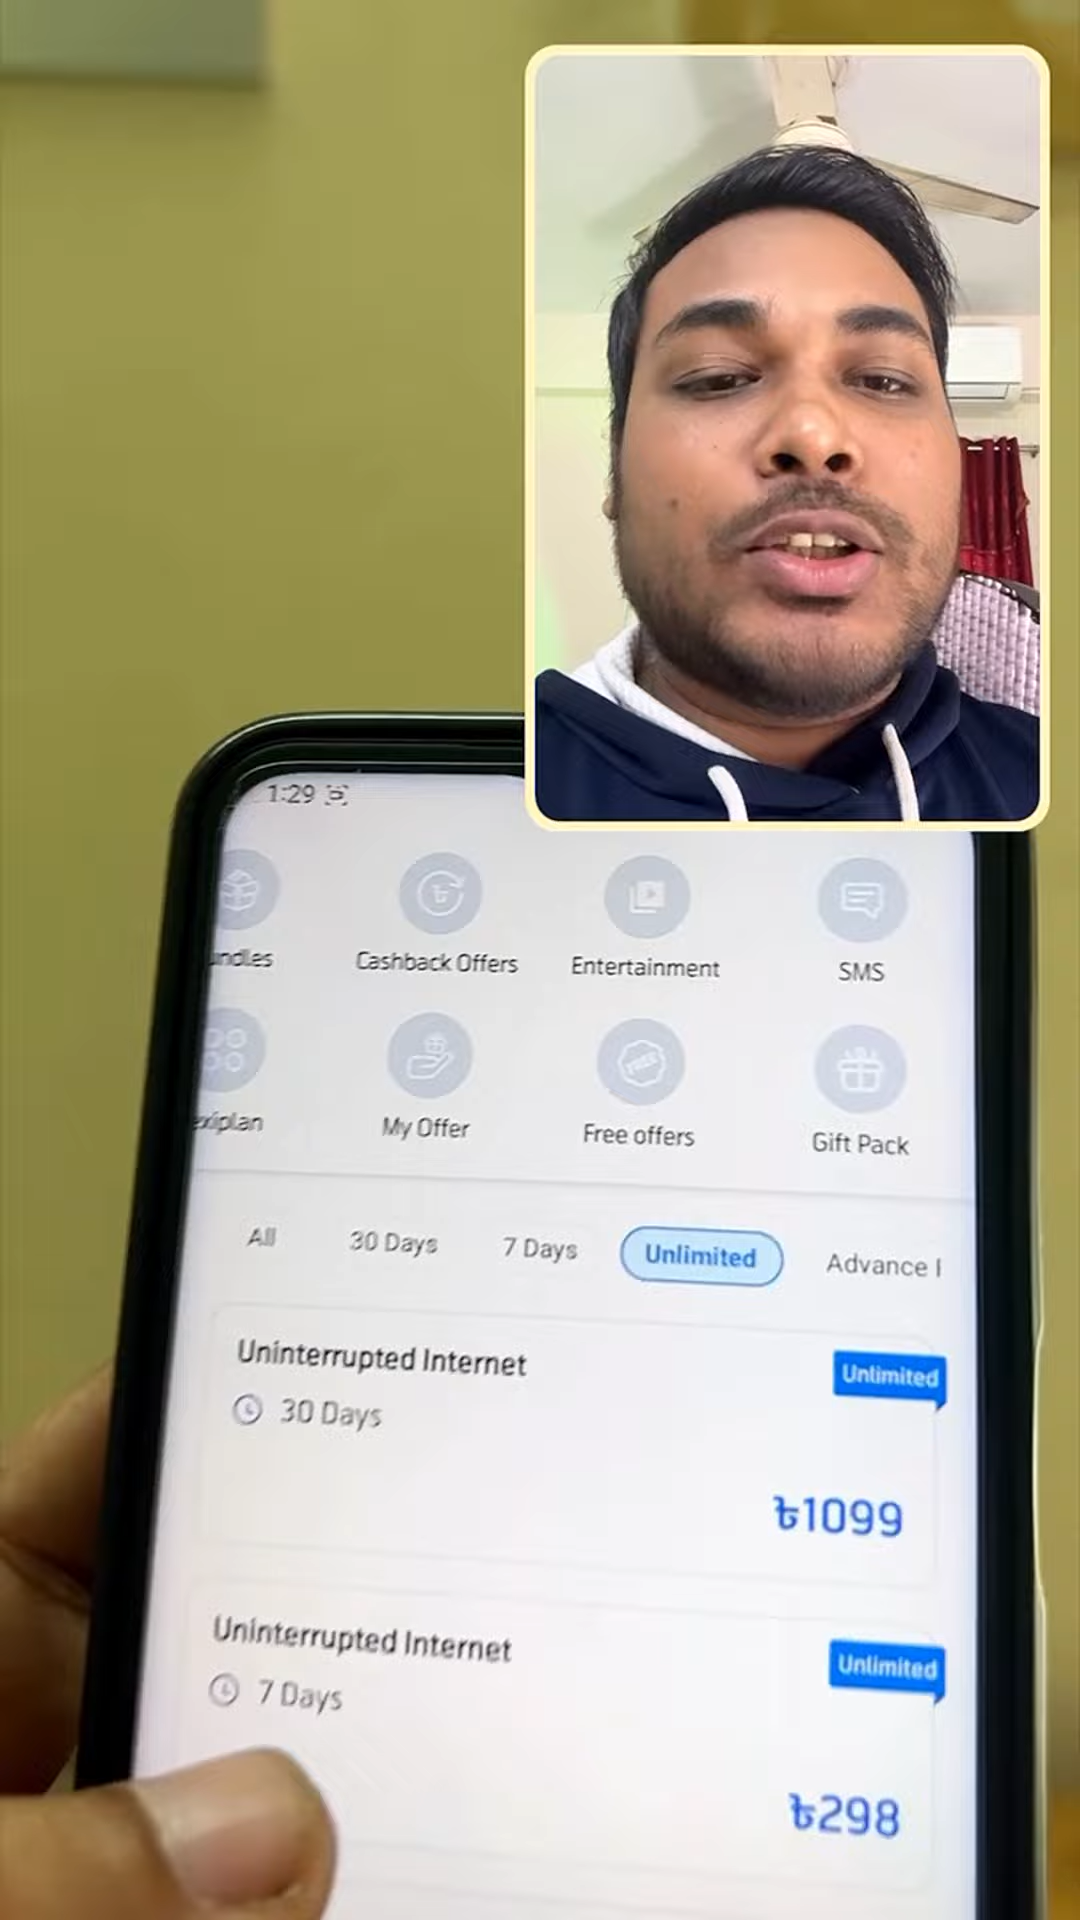 1:29
undles
Cashback Offers
Entertainment
SMS
exiplan
My Offer
FREE
Free offers
Gift Pack
All
30 Days
7 Days
Unlimited
Advance I
Uninterrupted Internet
Unlimited
30 Days
৳1099
Uninterrupted Internet
Unlimited
7 Days
৳298